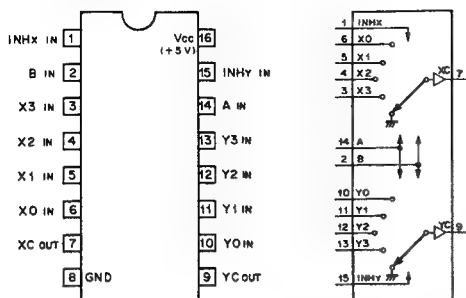 INHX IN 1
B IN 2
X3 IN 3
X2 IN 4
X1 IN 5
X0 IN 6
XC OUT 7
8 GND
Vcc 16
(+5V)
15 INHY IN
14 A IN
13 Y3 IN
12 Y2 IN
11 Y1 IN
10 Y0 IN
9 YC OUT
1 INHX
6 X0
5 X1
4 X2
3 X3
XC 7
14 A
2 B
10 Y0
11 Y1
12 Y2
13 Y3
YC 9
15 INHY